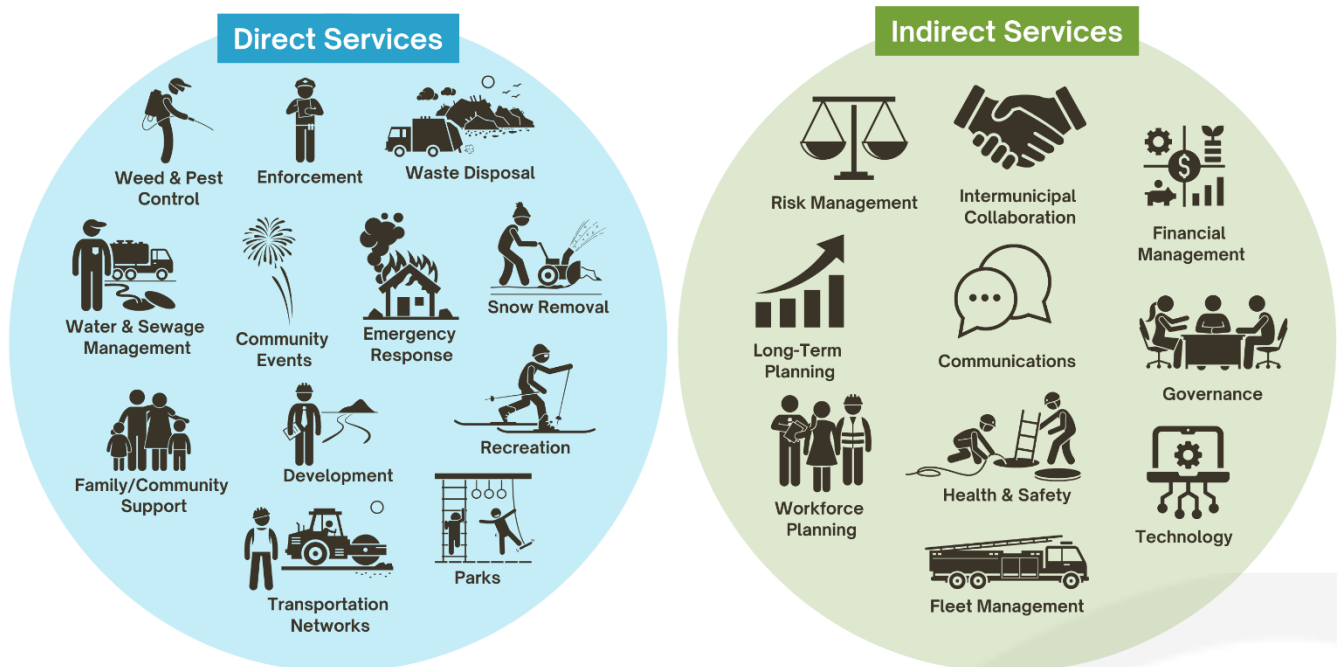 Direct Services
Weed & Pest
Control
Enforcement
Waste Disposal
Water & Sewage
Management
Community
Events
Emergency
Response
Snow Removal
Family/Community
Support
Development
Recreation
Transportation
Networks
Parks
Indirect Services
Risk Management
Intermunicipal
Collaboration
Financial
Management
Long-Term
Planning
Communications
Governance
Workforce
Planning
Health & Safety
Technology
Fleet Management